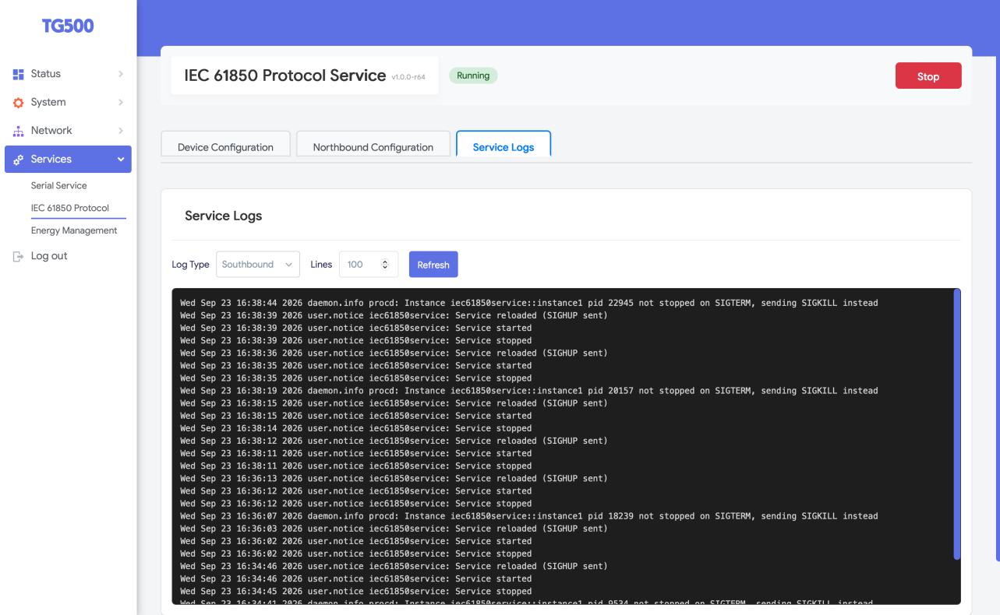 TG500
Status
System
Network
Services
Serial Service
IEC 61850 Protocol
Energy Management
Log out
IEC 61850 Protocol Service v1.0.0-r64 Running Stop
Device Configuration Northbound Configuration Service Logs
Service Logs
Log Type Southbound Lines 100 Refresh
Wed Sep 23 16:38:44 2026 daemon.info procd: Instance iec61850service::instance1 pid 22945 not stopped on SIGTERM, sending SIGKILL instead
Wed Sep 23 16:38:39 2026 user.notice iec61850service: Service reloaded (SIGHUP sent)
Wed Sep 23 16:38:39 2026 user.notice iec61850service: Service started
Wed Sep 23 16:38:39 2026 user.notice iec61850service: Service stopped
Wed Sep 23 16:38:36 2026 user.notice iec61850service: Service reloaded (SIGHUP sent)
Wed Sep 23 16:38:35 2026 user.notice iec61850service: Service started
Wed Sep 23 16:38:35 2026 user.notice iec61850service: Service stopped
Wed Sep 23 16:38:19 2026 daemon.info procd: Instance iec61850service::instance1 pid 20157 not stopped on SIGTERM, sending SIGKILL instead
Wed Sep 23 16:38:15 2026 user.notice iec61850service: Service reloaded (SIGHUP sent)
Wed Sep 23 16:38:15 2026 user.notice iec61850service: Service started
Wed Sep 23 16:38:14 2026 user.notice iec61850service: Service stopped
Wed Sep 23 16:38:12 2026 user.notice iec61850service: Service reloaded (SIGHUP sent)
Wed Sep 23 16:38:11 2026 user.notice iec61850service: Service started
Wed Sep 23 16:38:11 2026 user.notice iec61850service: Service stopped
Wed Sep 23 16:36:13 2026 user.notice iec61850service: Service reloaded (SIGHUP sent)
Wed Sep 23 16:36:12 2026 user.notice iec61850service: Service started
Wed Sep 23 16:36:12 2026 user.notice iec61850service: Service stopped
Wed Sep 23 16:36:07 2026 daemon.info procd: Instance iec61850service::instance1 pid 18239 not stopped on SIGTERM, sending SIGKILL instead
Wed Sep 23 16:36:03 2026 user.notice iec61850service: Service reloaded (SIGHUP sent)
Wed Sep 23 16:36:02 2026 user.notice iec61850service: Service started
Wed Sep 23 16:36:02 2026 user.notice iec61850service: Service stopped
Wed Sep 23 16:34:46 2026 user.notice iec61850service: Service reloaded (SIGHUP sent)
Wed Sep 23 16:34:46 2026 user.notice iec61850service: Service started
Wed Sep 23 16:34:45 2026 user.notice iec61850service: Service stopped
Wed Sep 23 16:34:41 2026 daemon.info procd: Instance iec61850service::instance1 pid 9534 not stopped on SIGTERM, sending SIGKILL instead